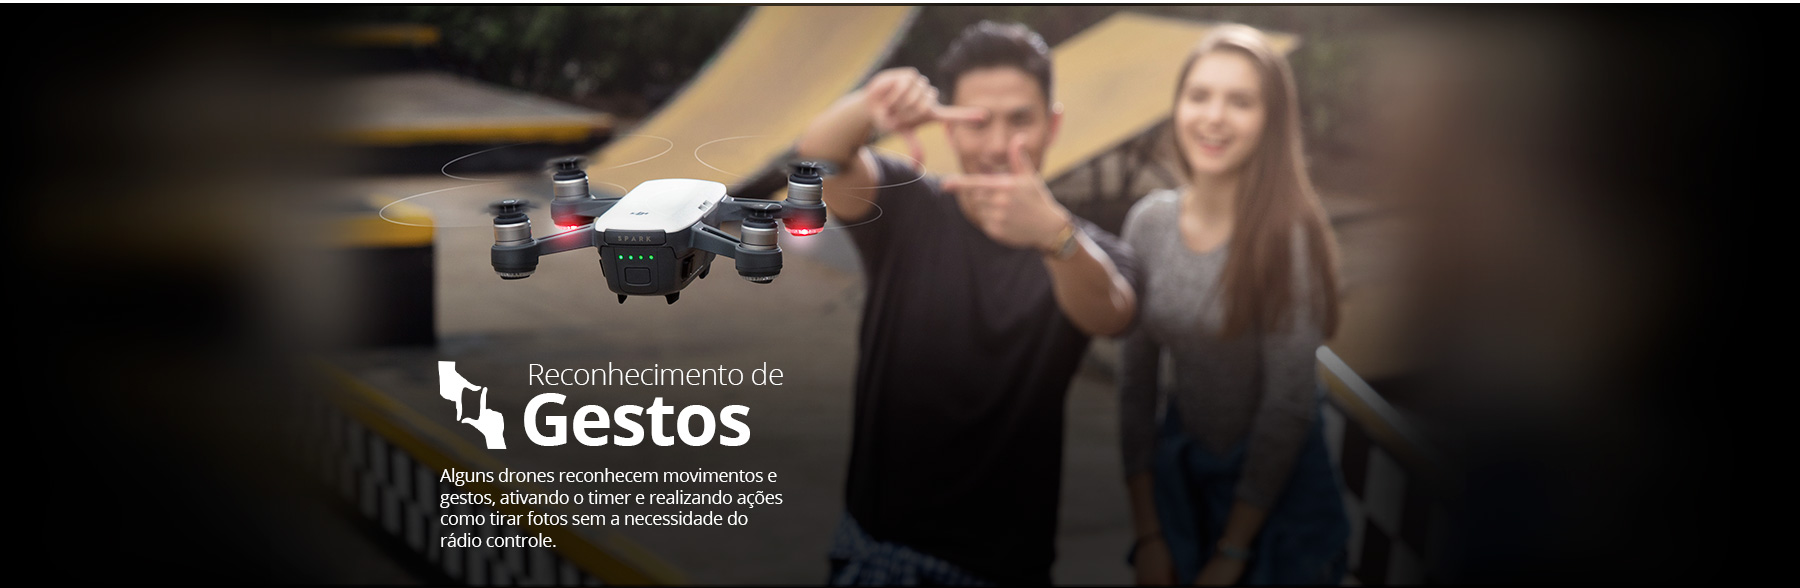 SPARK
Reconhecimento de
Gestos
Alguns drones reconhecem movimentos e
gestos, ativando o timer e realizando ações
como tirar fotos sem a necessidade do
rádio controle.